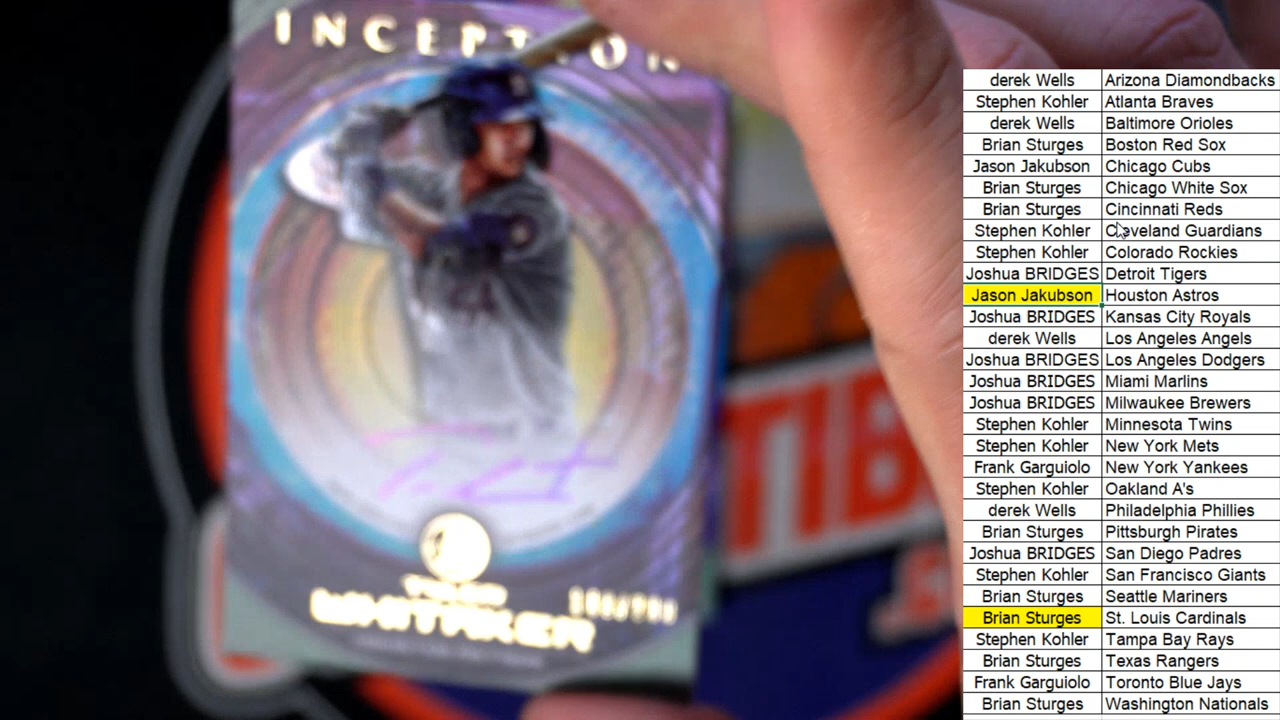 INCEPTION
WHITAKER
TIB
derek Wells Arizona Diamondbacks
Stephen Kohler Atlanta Braves
derek Wells Baltimore Orioles
Brian Sturges Boston Red Sox
Jason Jakubson Chicago Cubs
Brian Sturges Chicago White Sox
Brian Sturges Cincinnati Reds
Stephen Kohler Cleveland Guardians
Stephen Kohler Colorado Rockies
Joshua BRIDGES Detroit Tigers
Jason Jakubson Houston Astros
Joshua BRIDGES Kansas City Royals
derek Wells Los Angeles Angels
Joshua BRIDGES Los Angeles Dodgers
Joshua BRIDGES Miami Marlins
Joshua BRIDGES Milwaukee Brewers
Stephen Kohler Minnesota Twins
Stephen Kohler New York Mets
Frank Garguiolo New York Yankees
Stephen Kohler Oakland A's
derek Wells Philadelphia Phillies
Brian Sturges Pittsburgh Pirates
Joshua BRIDGES San Diego Padres
Stephen Kohler San Francisco Giants
Brian Sturges Seattle Mariners
Brian Sturges St. Louis Cardinals
Stephen Kohler Tampa Bay Rays
Brian Sturges Texas Rangers
Frank Garguiolo Toronto Blue Jays
Brian Sturges Washington Nationals